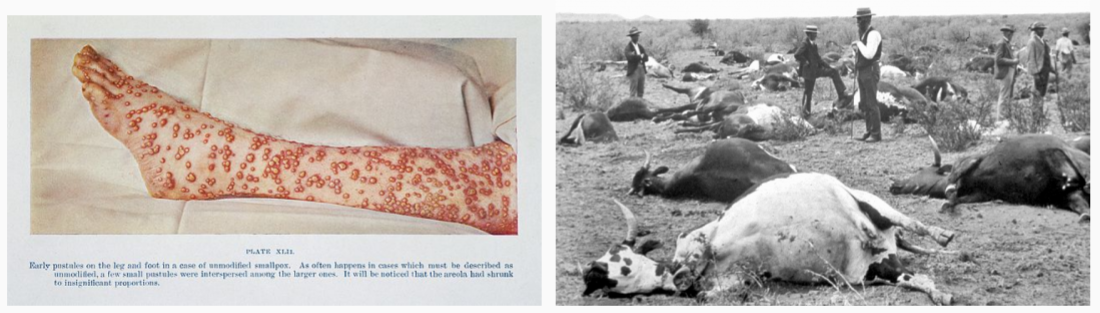 PLATE XLII.
Early pustules on the leg and foot in a case of unmodified smallpox. As often happens in cases which must be described as
unmodified, a few small pustules were interspersed among the larger ones. It will be noticed that the areola had shrunk
to insignificant proportions.